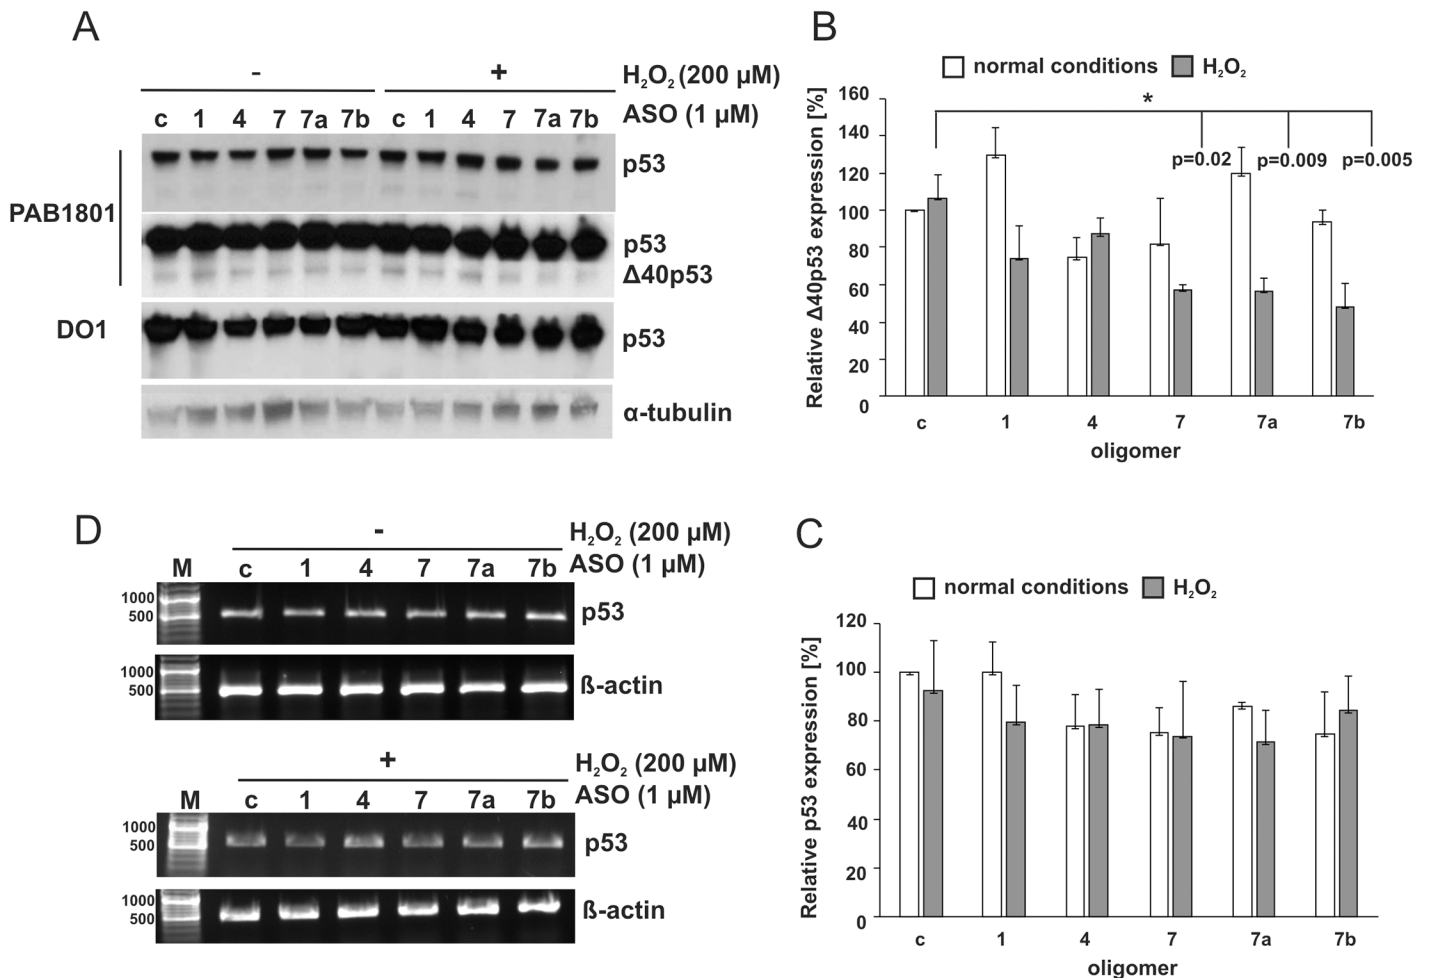 A
- + H₂O₂ (200 µM)
c 1 4 7 7a 7b c 1 4 7 7a 7b ASO (1 µM)
PAB1801
p53
p53
Δ40p53
DO1
p53
α-tubulin
B
normal conditions H₂O₂
Relative Δ40p53 expression [%]
160
140
120
100
80
60
40
20
0
*
p=0.02 p=0.009 p=0.005
c 1 4 7 7a 7b
oligomer
D
- H₂O₂ (200 µM)
M c 1 4 7 7a 7b ASO (1 µM)
1000
500
p53
1000
500
ß-actin
+ H₂O₂ (200 µM)
M c 1 4 7 7a 7b ASO (1 µM)
1000
500
p53
1000
500
ß-actin
C
normal conditions H₂O₂
Relative p53 expression [%]
120
100
80
60
40
20
0
c 1 4 7 7a 7b
oligomer